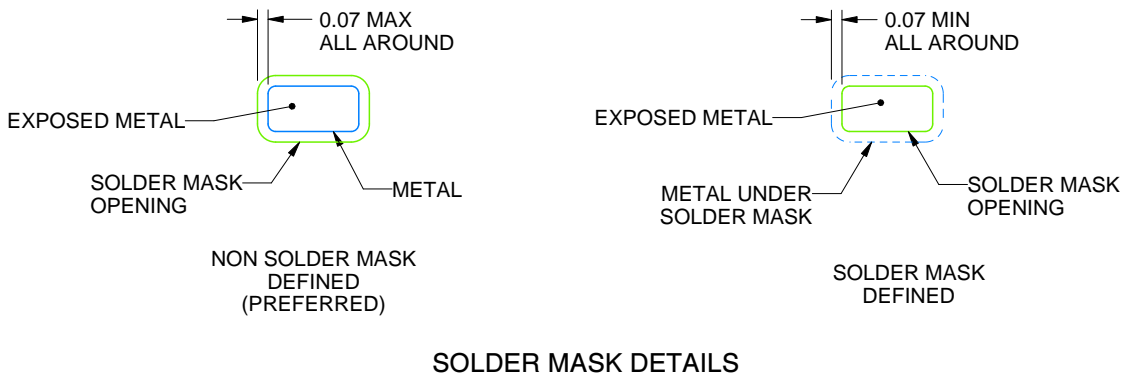 0.07 MAX
ALL AROUND
EXPOSED METAL
SOLDER MASK
OPENING
METAL
NON SOLDER MASK
DEFINED
(PREFERRED)
0.07 MIN
ALL AROUND
EXPOSED METAL
METAL UNDER
SOLDER MASK
SOLDER MASK
OPENING
SOLDER MASK
DEFINED
SOLDER MASK DETAILS